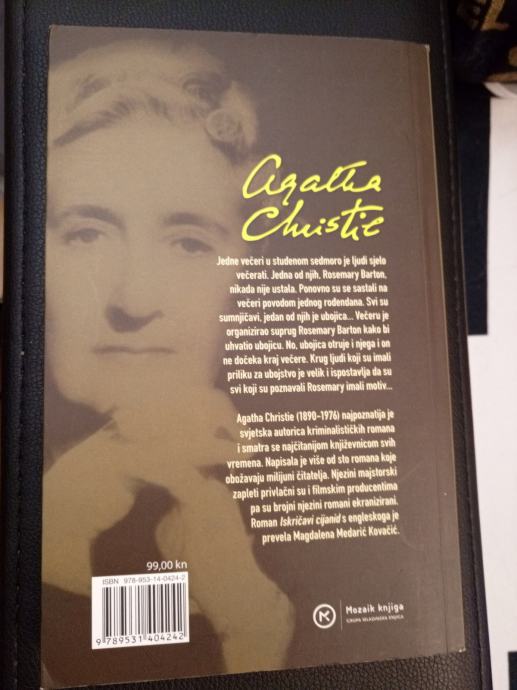 Agatha
Christie
Jedne večeri u studenom sedmoro je ljudi sjelo
večerati. Jedna od njih, Rosemary Barton,
nikada nije ustala. Ponovno su se sastali na
večeri povodom jednog rođendana. Svi su
sumnjičavi, jedan od njih je ubojica... Večeru je
organizirao suprug Rosemary Barton kako bi
uhvatio ubojicu. No, ubojica otruje i njega i on
ne dočeka kraj večere. Krug ljudi koji su imali
priliku za ubojstvo je velik i ispostavlja da su
svi koji su poznavali Rosemary imali motiv...
Agatha Christie (1890-1976) najpoznatija je
svjetska autorica kriminalističkih romana
i smatra se najčitanijom književnicom svih
vremena. Napisala je više od sto romana koje
obožavaju milijuni čitatelja. Njezini majstorski
zapleti privlačni su i filmskim producentima
pa su brojni njezini romani ekranizirani.
Roman Iskričavi cijanid s engleskoga je
prevela Magdalena Medarić Kovačić.
99,00 kn
ISBN 978-953-14-0424-2
9 789531 404242
Mozaik knjiga
GRUPA MLADINSKA KNJIGA